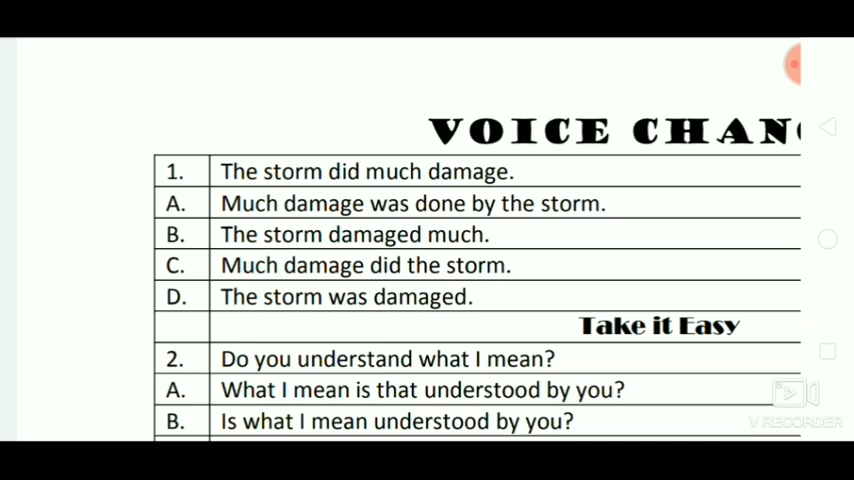 VOICE CHANG
1. The storm did much damage.
A. Much damage was done by the storm.
B. The storm damaged much.
C. Much damage did the storm.
D. The storm was damaged.
Take it Easy
2. Do you understand what I mean?
A. What I mean is that understood by you?
B. Is what I mean understood by you?
V RECORDER